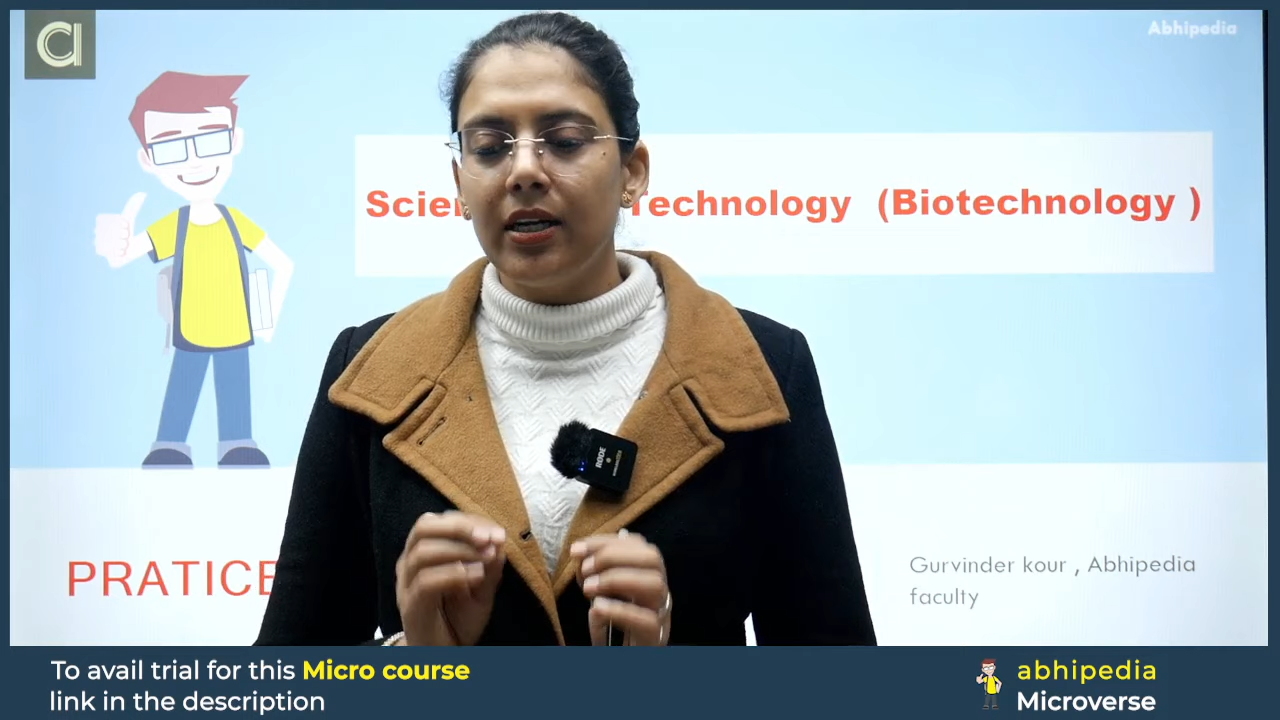 Abhipedia
Technology (Biotechnology )
PRATICE
Gurvinder kour , Abhipedia
faculty
RODE
To avail trial for this Micro course
link in the description
abhipedia
Microverse